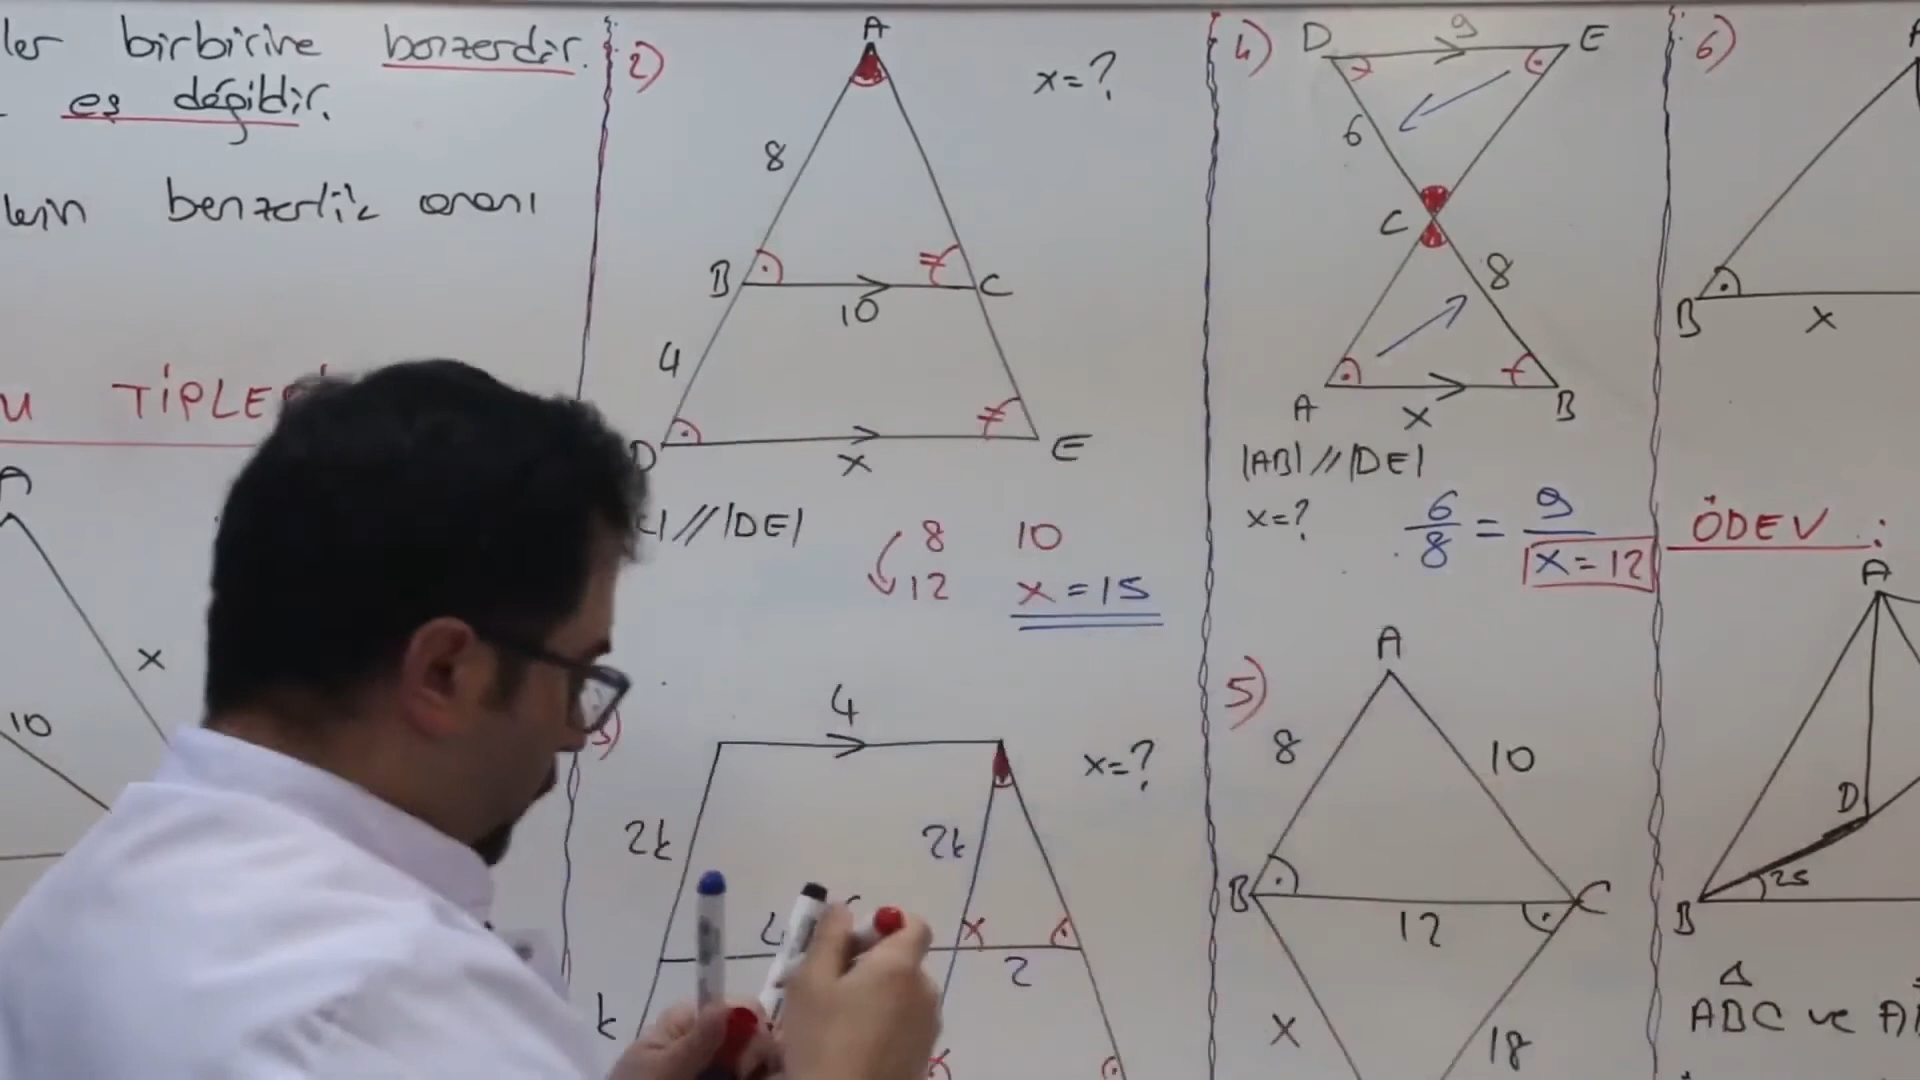 birbirine benzerdir.
eş değildir.
benzerlik oranı
TİPLE
A
x
10
2)
A
x=?
8
B
C
10
4
D
E
x
//|DE|
8 10
12 x=15
4
x=?
2k
2k
x
2
k
4)
D
9
E
6
C
8
A
x
B
|AB|//|DE|
x=?
6/8 = 9/x=12
5)
A
8
10
B
C
12
x
18
6)
B
x
ÖDEV :
A
D
B
25
ABC ve